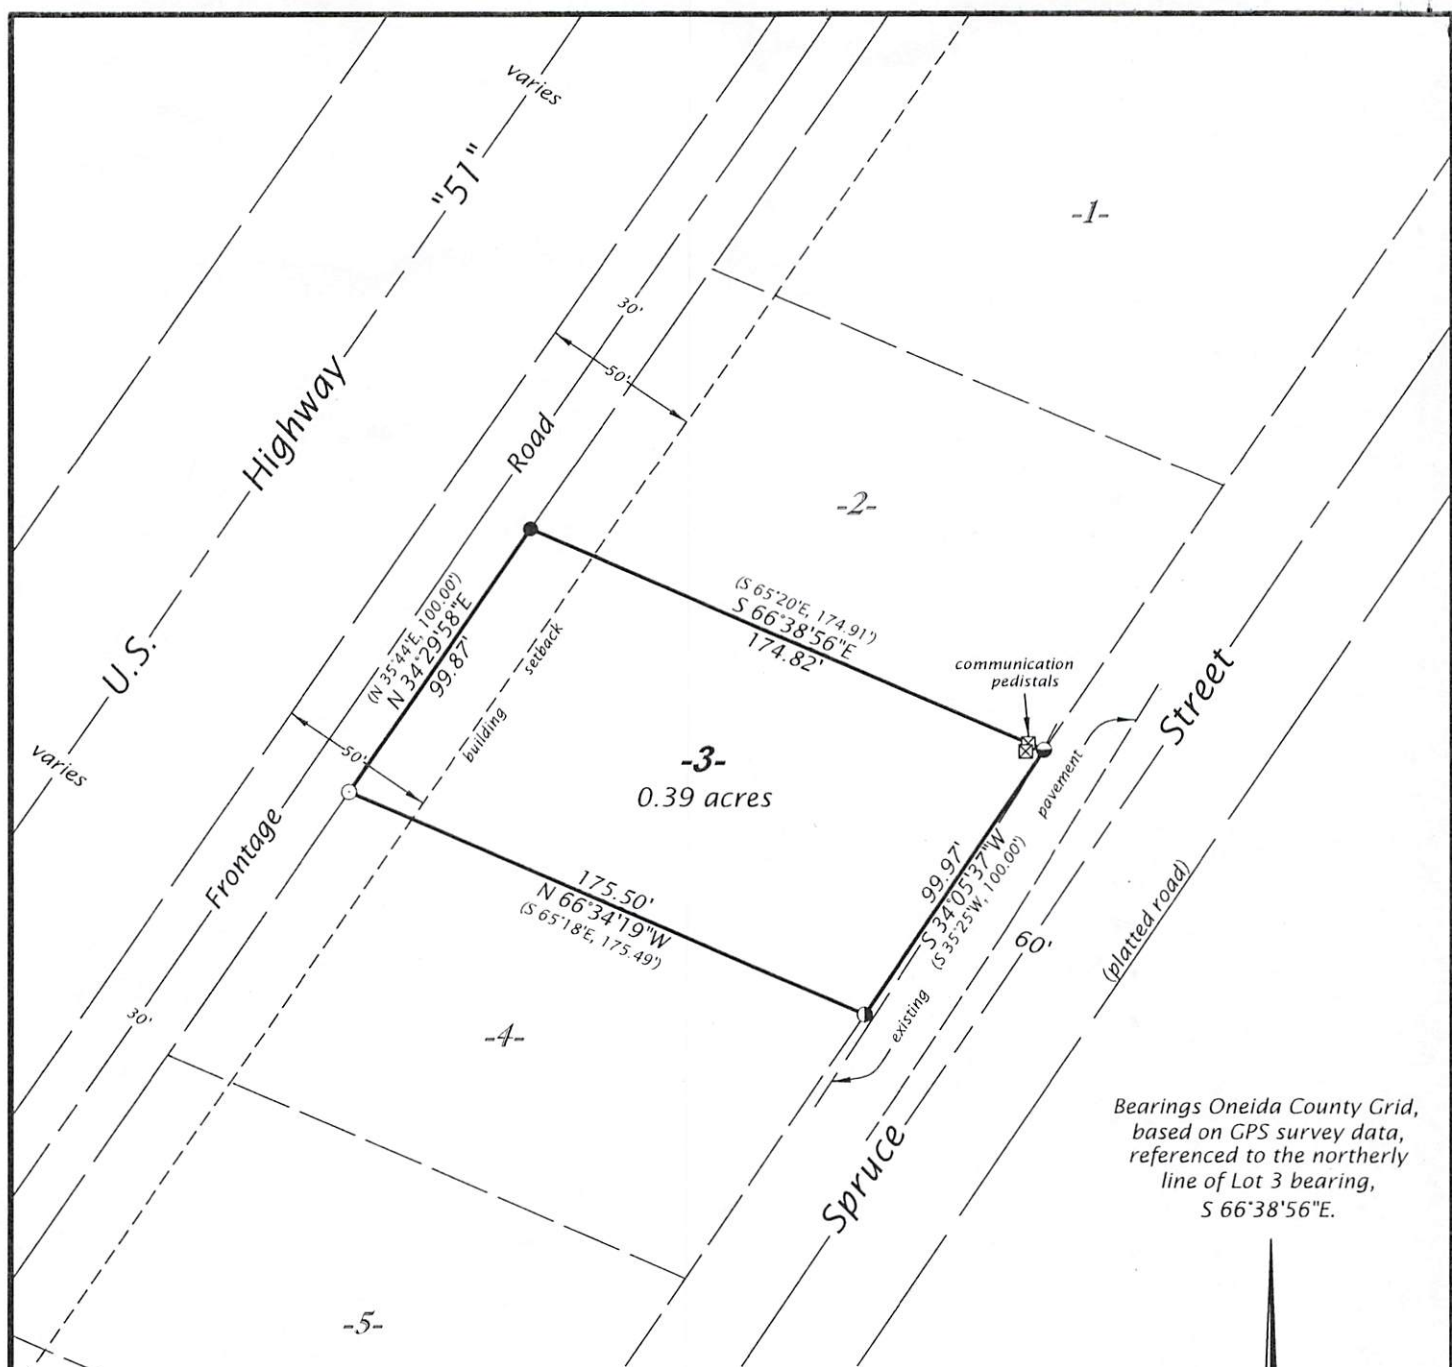 varies
"51"
-1-
30'
50'
Highway
Road
-2-
(S 65°20'E, 174.91')
S 66°38'56"E
174.82'
(N 35°44'E, 100.00')
N 34°29'58"E
99.87'
setback
building
U.S.
communication
pedistals
Street
varies
50'
-3-
0.39 acres
pavement
Frontage
175.50'
N 66°34'19"W
(S 65°18'E, 175.49')
99.97'
S 34°05'37"W
(S 35°25'W, 100.00')
60'
(platted road)
existing
30'
-4-
Spruce
Bearings Oneida County Grid,
based on GPS survey data,
referenced to the northerly
line of Lot 3 bearing,
S 66°38'56"E.
-5-